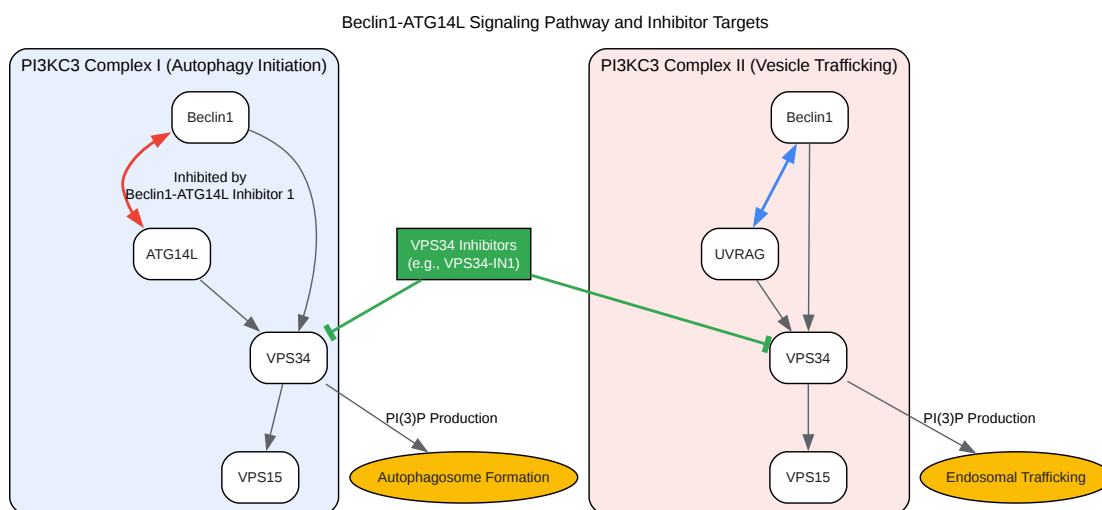 Beclin1-ATG14L Signaling Pathway and Inhibitor Targets
PI3KC3 Complex I (Autophagy Initiation)
Beclin1
Inhibited by
Beclin1-ATG14L Inhibitor 1
ATG14L
VPS34
PI(3)P Production
VPS15
Autophagosome Formation
VPS34 Inhibitors
(e.g., VPS34-IN1)
PI3KC3 Complex II (Vesicle Trafficking)
Beclin1
UVRAG
VPS34
PI(3)P Production
VPS15
Endosomal Trafficking